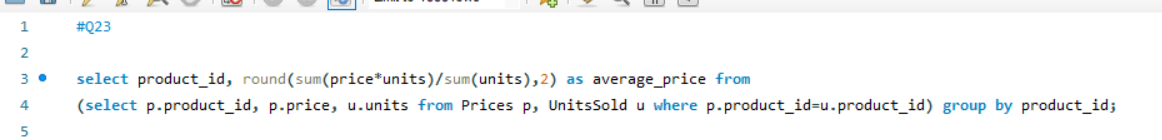 1 #Q23
2
3 select product_id, round(sum(price*units)/sum(units),2) as average_price from
4 (select p.product_id, p.price, u.units from Prices p, UnitsSold u where p.product_id=u.product_id) group by product_id;
5